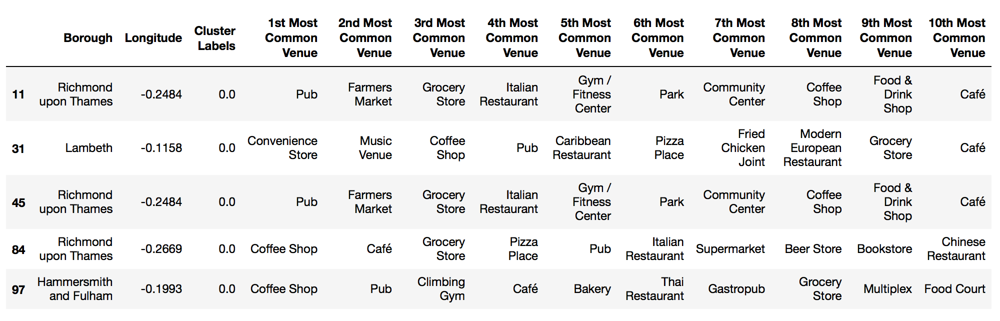 Borough Longitude Cluster Labels 1st Most Common Venue 2nd Most Common Venue 3rd Most Common Venue 4th Most Common Venue 5th Most Common Venue 6th Most Common Venue 7th Most Common Venue 8th Most Common Venue 9th Most Common Venue 10th Most Common Venue
11 Richmond upon Thames -0.2484 0.0 Pub Farmers Market Grocery Store Italian Restaurant Gym / Fitness Center Park Community Center Coffee Shop Food & Drink Shop Café
31 Lambeth -0.1158 0.0 Convenience Store Music Venue Coffee Shop Pub Caribbean Restaurant Pizza Place Fried Chicken Joint Modern European Restaurant Grocery Store Café
45 Richmond upon Thames -0.2484 0.0 Pub Farmers Market Grocery Store Italian Restaurant Gym / Fitness Center Park Community Center Coffee Shop Food & Drink Shop Café
84 Richmond upon Thames -0.2669 0.0 Coffee Shop Café Grocery Store Pizza Place Pub Italian Restaurant Supermarket Beer Store Bookstore Chinese Restaurant
97 Hammersmith and Fulham -0.1993 0.0 Coffee Shop Pub Climbing Gym Café Bakery Thai Restaurant Gastropub Grocery Store Multiplex Food Court